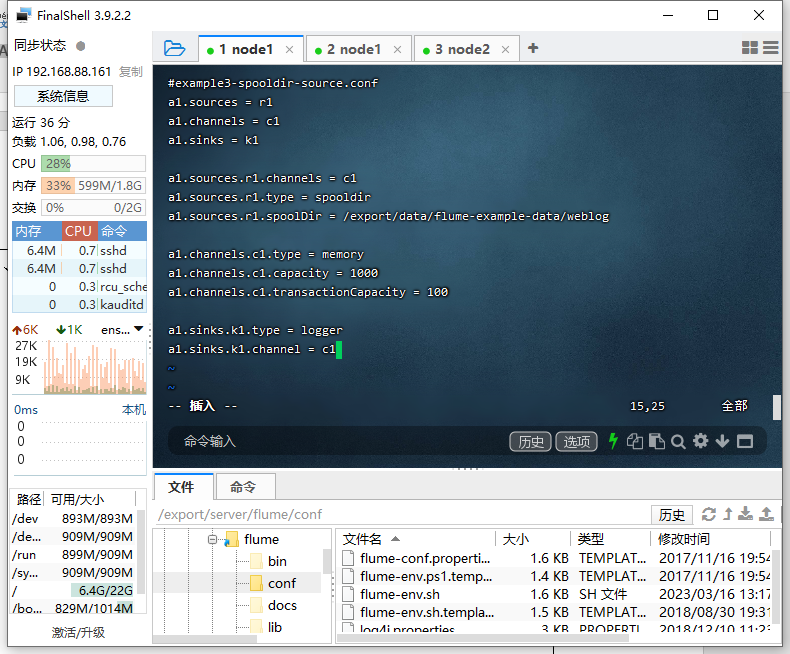 FinalShell 3.9.2.2
同步状态
IP 192.168.88.161 复制
系统信息
运行 36 分
负载 1.06, 0.98, 0.76
CPU 28%
内存 33% 599M/1.8G
交换 0% 0/2G
内存 CPU 命令
6.4M 0.7 sshd
6.4M 0.7 sshd
0 0.3 rcu_sche
0 0.3 kauditd
6K 1K ens...
27K
19K
9K
0ms 本机
0
0
0
路径 可用/大小
/dev 893M/893M
/de... 909M/909M
/run 899M/909M
/sy... 909M/909M
/ 6.4G/22G
/bo... 829M/1014M
激活/升级
1 node1
2 node1
3 node2
#example3-spooldir-source.conf
a1.sources = r1
a1.channels = c1
a1.sinks = k1
a1.sources.r1.channels = c1
a1.sources.r1.type = spooldir
a1.sources.r1.spoolDir = /export/data/flume-example-data/weblog
a1.channels.c1.type = memory
a1.channels.c1.capacity = 1000
a1.channels.c1.transactionCapacity = 100
a1.sinks.k1.type = logger
a1.sinks.k1.channel = c1
~
~
-- 插入 -- 15,25 全部
命令输入 历史 选项
文件 命令
/export/server/flume/conf 历史
flume
bin
conf
docs
lib
文件名 大小 类型 修改时间
flume-conf.properti... 1.6 KB TEMPLAT... 2017/11/16 19:54
flume-env.ps1.temp... 1.4 KB TEMPLAT... 2017/11/16 19:54
flume-env.sh 1.6 KB SH 文件 2023/03/16 13:17
flume-env.sh.templa... 1.5 KB TEMPLAT... 2018/08/30 19:31
log4j.properties 3 KB PROPERTI... 2018/12/10 11:23